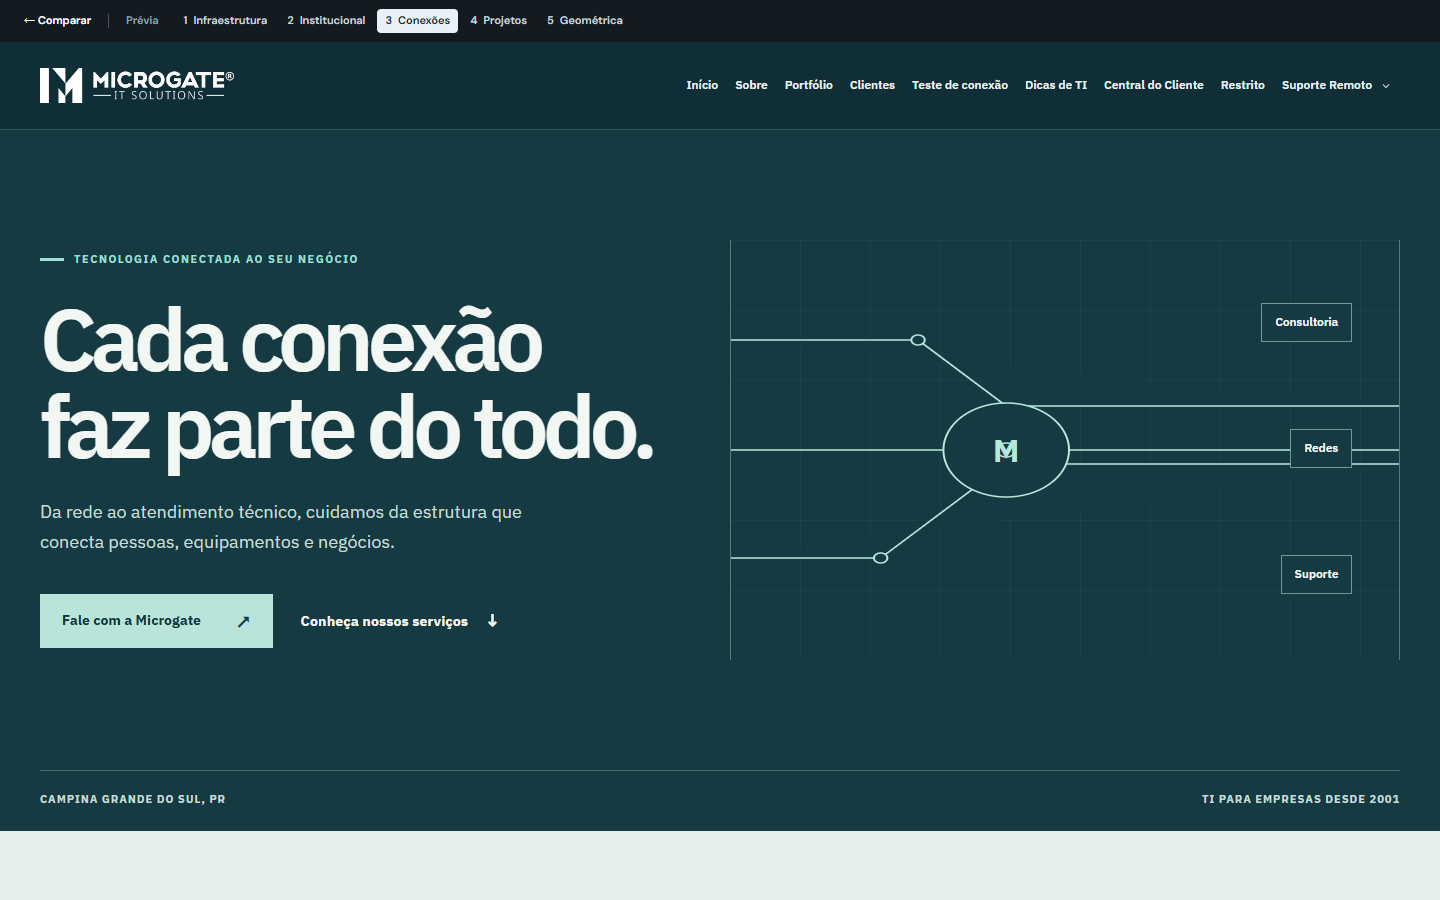 ← Comparar Prévia 1 Infraestrutura 2 Institucional 3 Conexões 4 Projetos 5 Geométrica
MICROGATE®
IT SOLUTIONS
Início Sobre Portfólio Clientes Teste de conexão Dicas de TI Central do Cliente Restrito Suporte Remoto
TECNOLOGIA CONECTADA AO SEU NEGÓCIO
Cada conexão
faz parte do todo.
Da rede ao atendimento técnico, cuidamos da estrutura que
conecta pessoas, equipamentos e negócios.
Fale com a Microgate ↗
Conheça nossos serviços ↓
Consultoria
M
Redes
Suporte
CAMPINA GRANDE DO SUL, PR
TI PARA EMPRESAS DESDE 2001